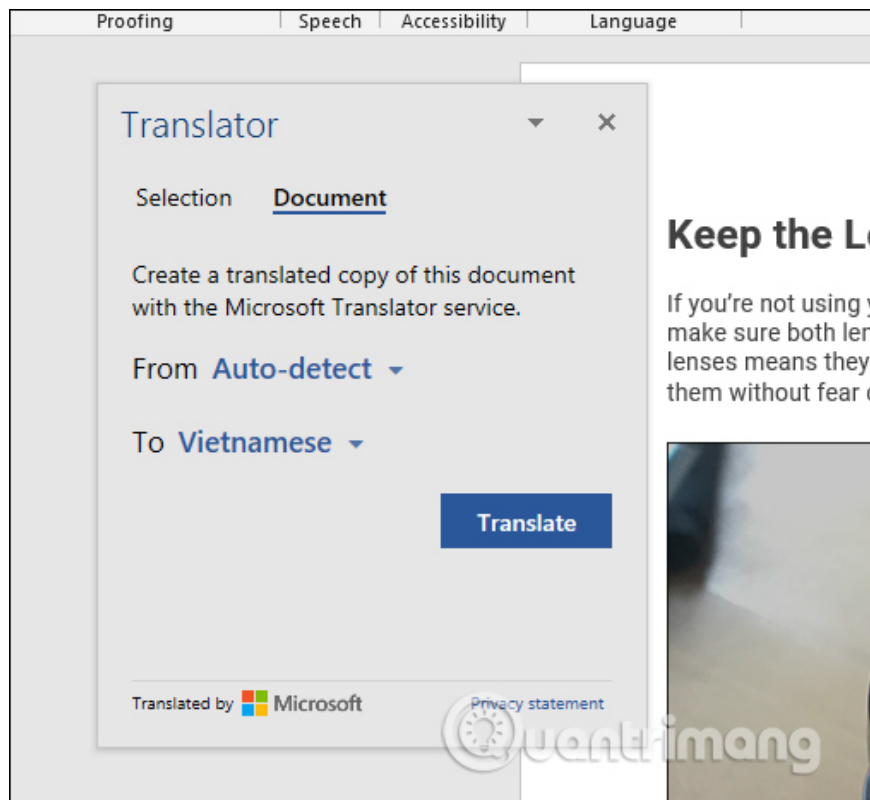 Proofing Speech Accessibility Language
Translator
Selection Document
Create a translated copy of this document
with the Microsoft Translator service.
From Auto-detect
To Vietnamese
Translate
Translated by Microsoft
Privacy statement
Keep the
If you're not using
make sure both
lenses means they
them without fear
Quantrimang